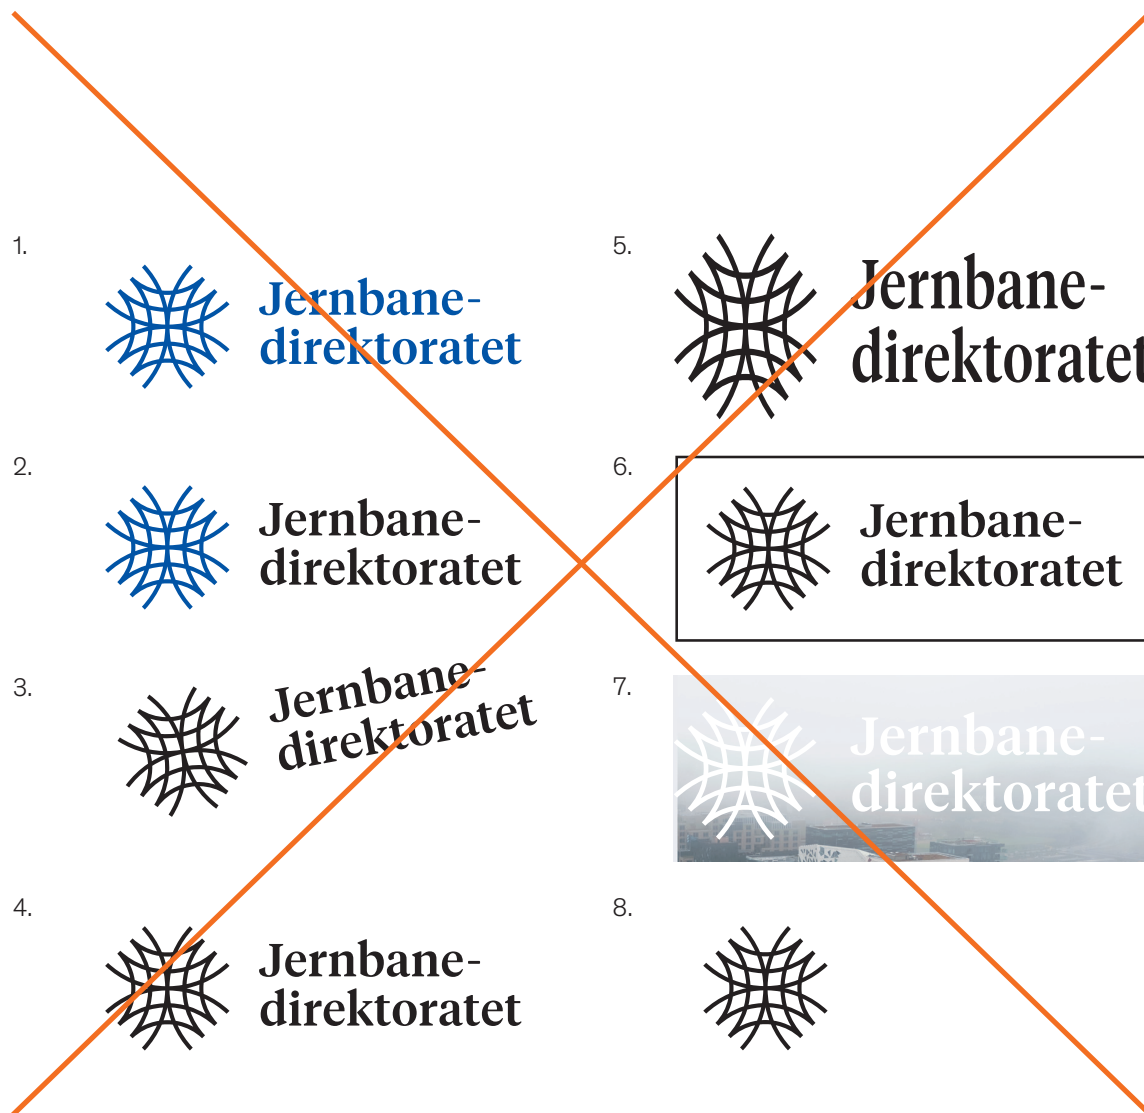 1.
Jernbane-
direktoratet
2.
Jernbane-
direktoratet
3.
Jernbane-
direktoratet
4.
Jernbane-
direktoratet
5.
Jernbane-
direktoratet
6.
Jernbane-
direktoratet
7.
Jernbane-
direktoratet
8.